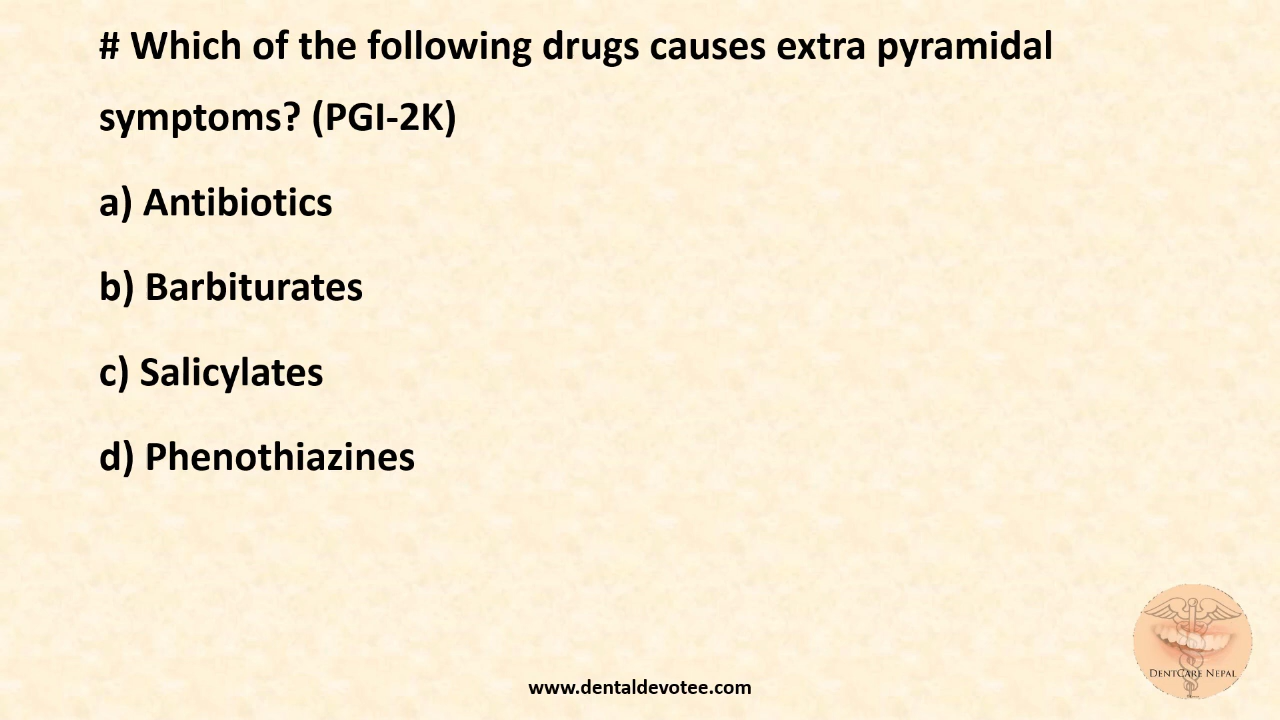 # Which of the following drugs causes extra pyramidal
symptoms? (PGI-2K)
a) Antibiotics
b) Barbiturates
c) Salicylates
d) Phenothiazines
DENTCARE NEPAL
www.dentaldevotee.com